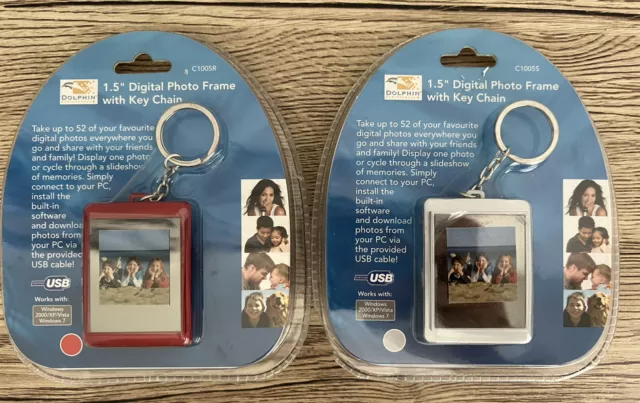 C1005R
DOLPHIN
1.5" Digital Photo Frame
with Key Chain
Take up to 52 of your favourite
digital photos everywhere you
go and share with your friends
and family! Display one photo
or cycle through a slideshow
of memories. Simply
connect to your PC,
install the
built-in
software
and download
photos from
your PC via
the provided
USB cable!
USB
Works with:
Windows
2000/XP/Vista
Windows 7
C1005S
DOLPHIN
1.5" Digital Photo Frame
with Key Chain
Take up to 52 of your favourite
digital photos everywhere you
go and share with your friends
and family! Display one photo
or cycle through a slideshow
of memories. Simply
connect to your PC,
install the
built-in
software
and download
photos from
your PC via
the provided
USB cable!
USB
Works with:
Windows
2000/XP/Vista
Windows 7